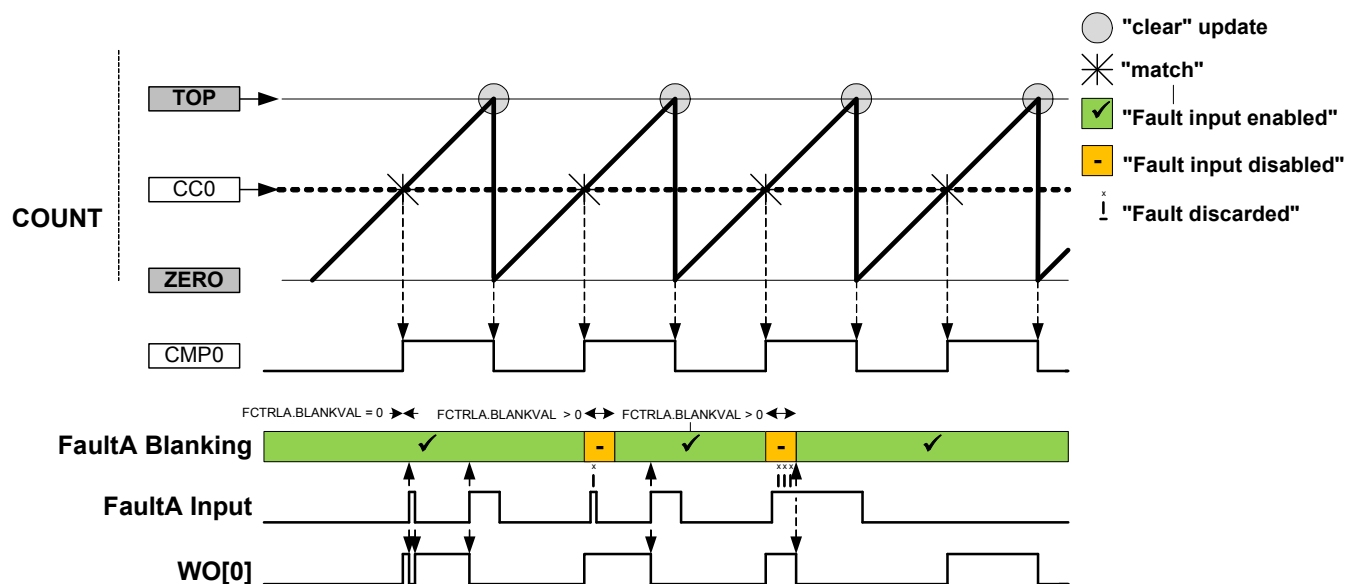 "clear" update
"match"
"Fault input enabled"
"Fault input disabled"
-
x
"Fault discarded"
TOP
CC0
COUNT
ZERO
CMP0
FCTRLA.BLANKVAL = 0
FCTRLA.BLANKVAL > 0
FCTRLA.BLANKVAL > 0
FaultA Blanking
-
-
x
x x x
FaultA Input
WO[0]